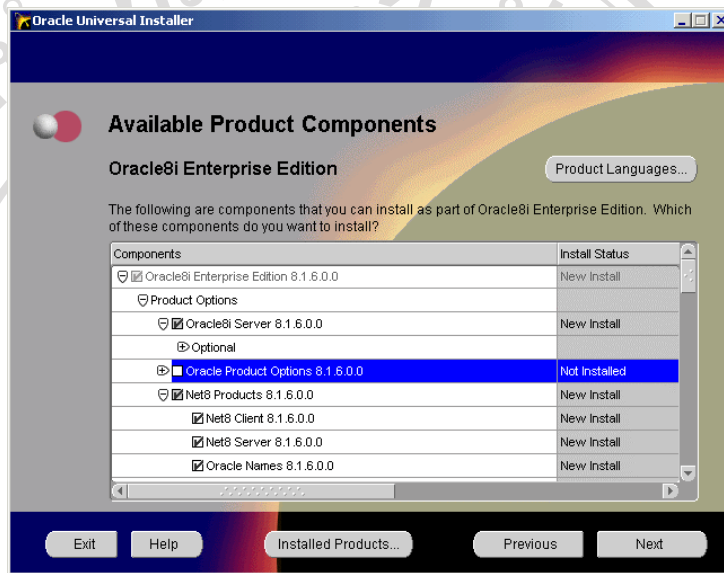 Oracle Universal Installer
Available Product Components
Oracle8i Enterprise Edition
Product Languages...
The following are components that you can install as part of Oracle8i Enterprise Edition. Which
of these components do you want to install?
Components Install Status
Oracle8i Enterprise Edition 8.1.6.0.0 New Install
Product Options
Oracle8i Server 8.1.6.0.0 New Install
Optional
Oracle Product Options 8.1.6.0.0 Not Installed
Net8 Products 8.1.6.0.0 New Install
Net8 Client 8.1.6.0.0 New Install
Net8 Server 8.1.6.0.0 New Install
Oracle Names 8.1.6.0.0 New Install
Exit Help Installed Products... Previous Next